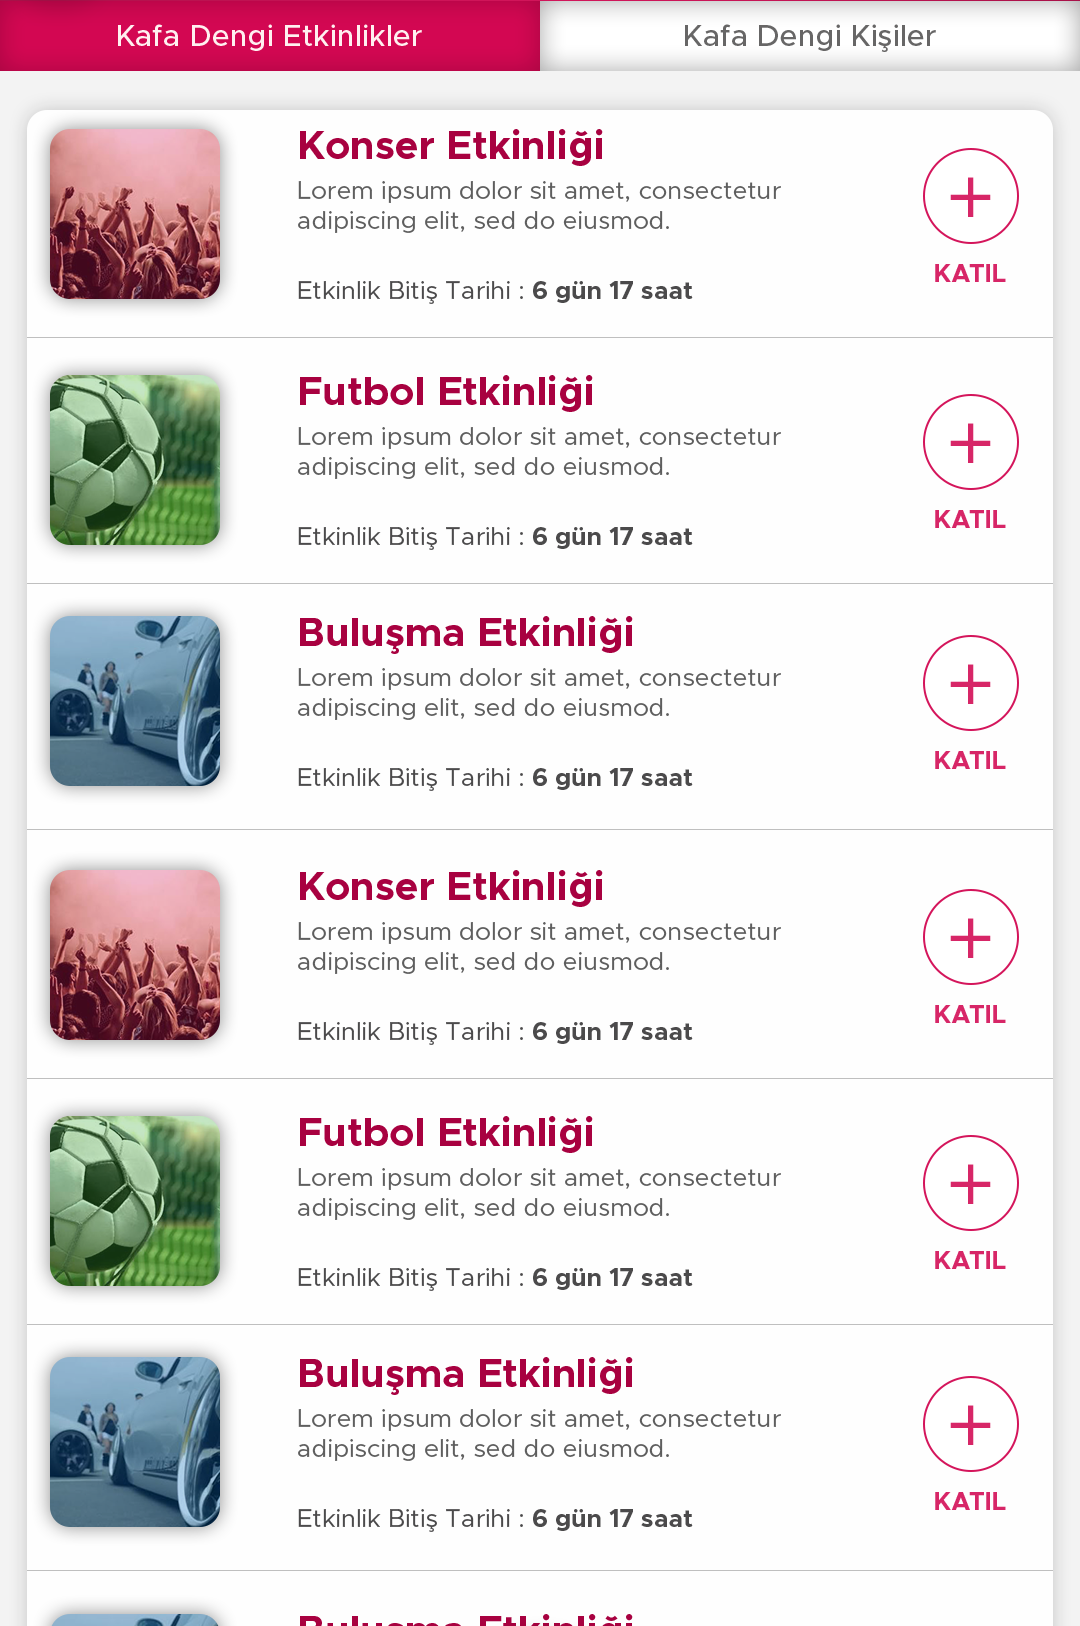 Kafa Dengi Etkinlikler
Kafa Dengi Kişiler
Konser Etkinliği
Lorem ipsum dolor sit amet, consectetur
adipiscing elit, sed do eiusmod.
Etkinlik Bitiş Tarihi : 6 gün 17 saat
KATIL
Futbol Etkinliği
Lorem ipsum dolor sit amet, consectetur
adipiscing elit, sed do eiusmod.
Etkinlik Bitiş Tarihi : 6 gün 17 saat
KATIL
Buluşma Etkinliği
Lorem ipsum dolor sit amet, consectetur
adipiscing elit, sed do eiusmod.
Etkinlik Bitiş Tarihi : 6 gün 17 saat
KATIL
Konser Etkinliği
Lorem ipsum dolor sit amet, consectetur
adipiscing elit, sed do eiusmod.
Etkinlik Bitiş Tarihi : 6 gün 17 saat
KATIL
Futbol Etkinliği
Lorem ipsum dolor sit amet, consectetur
adipiscing elit, sed do eiusmod.
Etkinlik Bitiş Tarihi : 6 gün 17 saat
KATIL
Buluşma Etkinliği
Lorem ipsum dolor sit amet, consectetur
adipiscing elit, sed do eiusmod.
Etkinlik Bitiş Tarihi : 6 gün 17 saat
KATIL
Buluşma Etkinliği